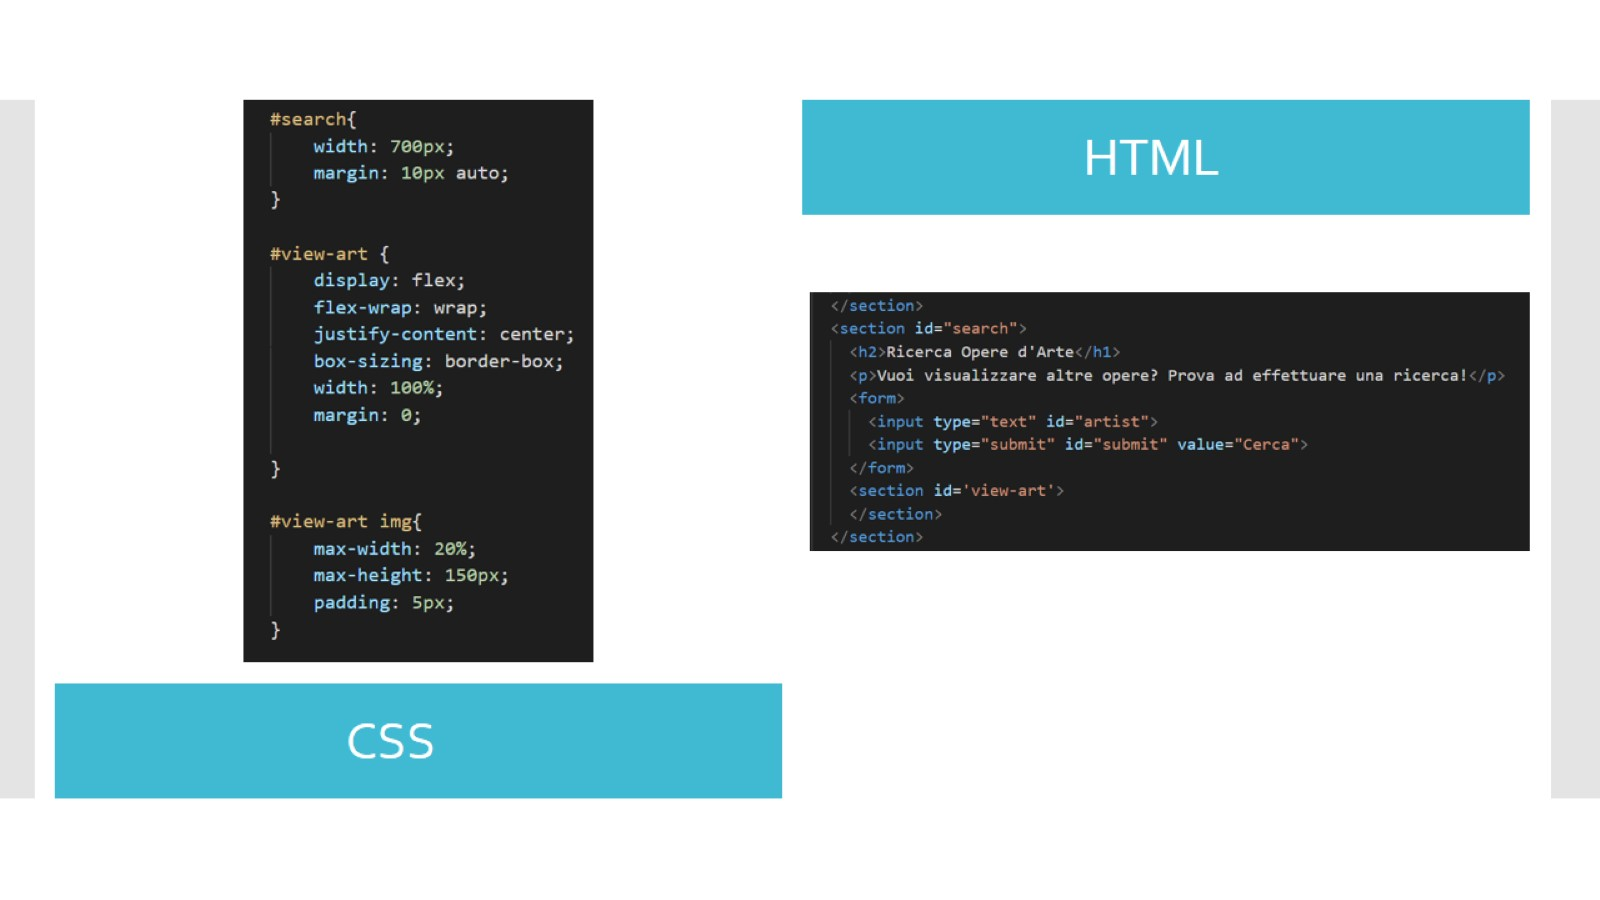 #search{
    width: 700px;
    margin: 10px auto;
}
#view-art {
    display: flex;
    flex-wrap: wrap;
    justify-content: center;
    box-sizing: border-box;
    width: 100%;
    margin: 0;
}
#view-art img{
    max-width: 20%;
    max-height: 150px;
    padding: 5px;
}
CSS
HTML
</section>
<section id="search">
  <h2>Ricerca Opere d'Arte</h1>
  <p>Vuoi visualizzare altre opere? Prova ad effettuare una ricerca!</p>
  <form>
    <input type="text" id="artist">
    <input type="submit" id="submit" value="Cerca">
  </form>
  <section id='view-art'>
  </section>
</section>